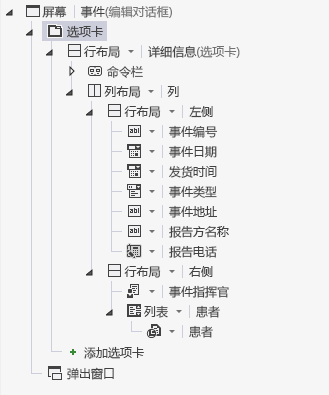 屏幕 | 事件(编辑对话框)
选项卡
行布局 | 详细信息(选项卡)
命令栏
列布局 | 列
行布局 | 左侧
abl | 事件编号
事件日期
发货时间
事件类型
abl | 事件地址
abl | 报告方名称
报告电话
行布局 | 右侧
事件指挥官
列表 | 患者
患者
添加选项卡
弹出窗口